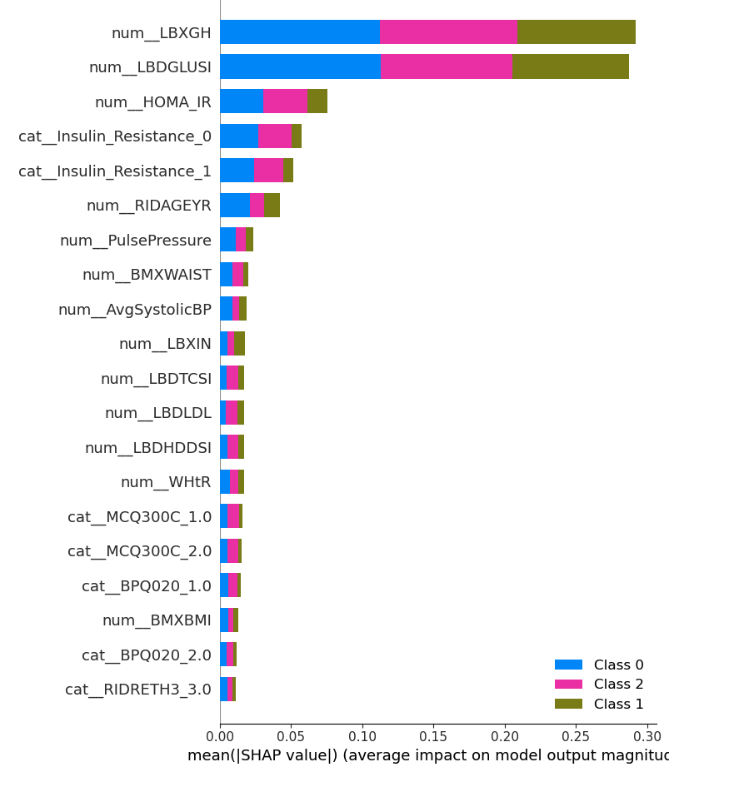 num__LBXGH
num__LBDGLUSI
num__HOMA_IR
cat__Insulin_Resistance_0
cat__Insulin_Resistance_1
num__RIDAGEYR
num__PulsePressure
num__BMXWAIST
num__AvgSystolicBP
num__LBXIN
num__LBDTCSI
num__LBDLDL
num__LBDHDDSI
num__WHtR
cat__MCQ300C_1.0
cat__MCQ300C_2.0
cat__BPQ020_1.0
num__BMXBMI
cat__BPQ020_2.0
cat__RIDRETH3_3.0
Class 0
Class 2
Class 1
0.00 0.05 0.10 0.15 0.20 0.25 0.30
mean(|SHAP value|) (average impact on model output magnituc